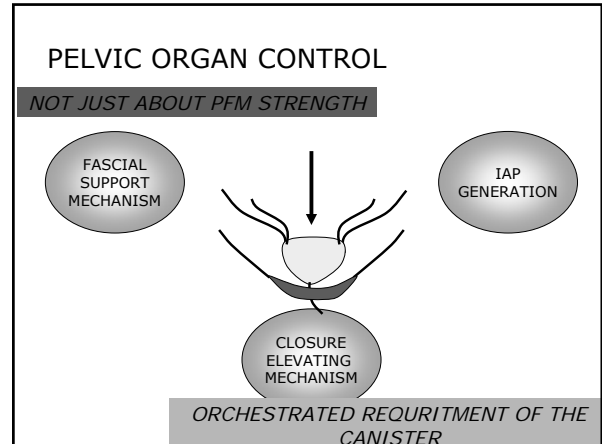 PELVIC ORGAN CONTROL
NOT JUST ABOUT PFM STRENGTH
FASCIAL
SUPPORT
MECHANISM
IAP
GENERATION
CLOSURE
ELEVATING
MECHANISM
ORCHESTRATED REQURITMENT OF THE
CANISTER